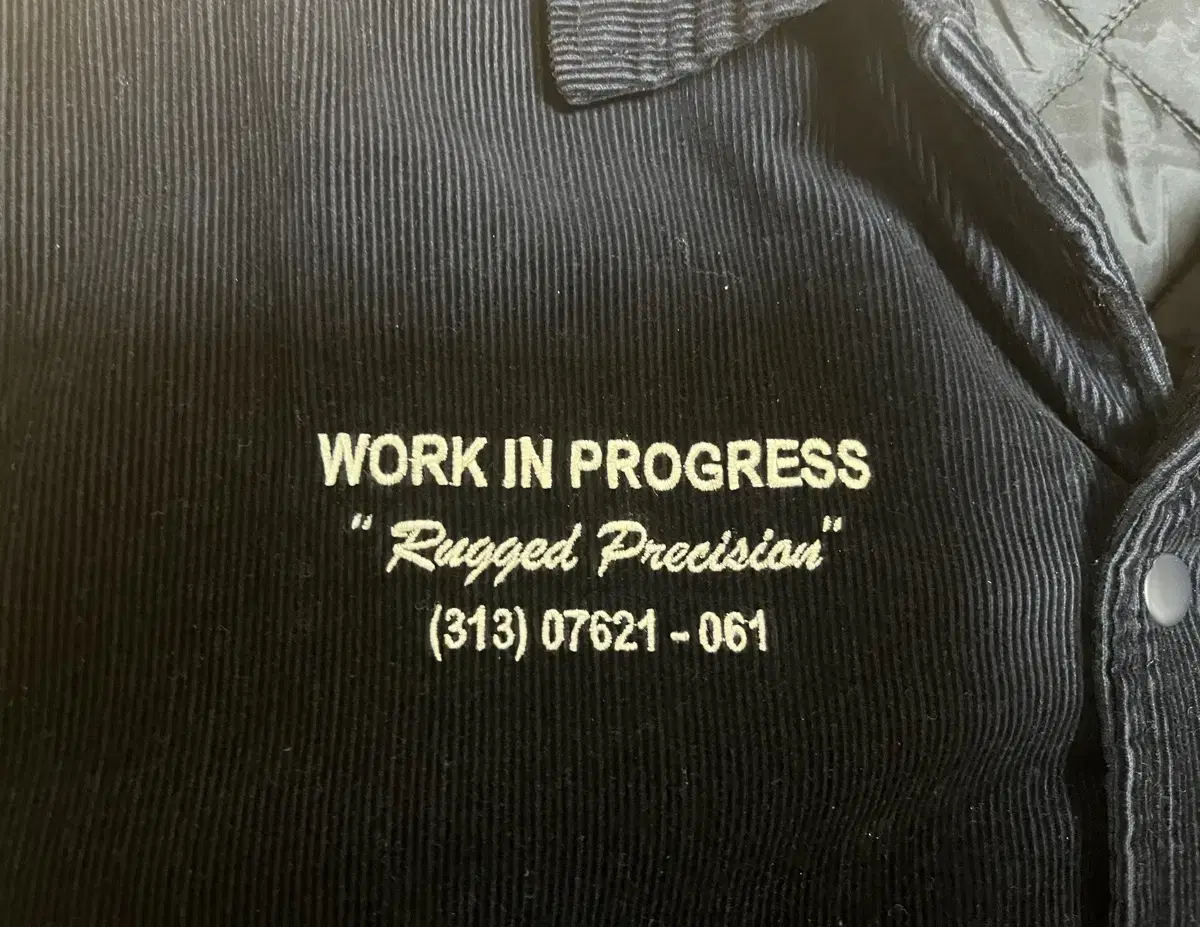 WORK IN PROGRESS
"Rugged Precision"
(313) 07621 - 061